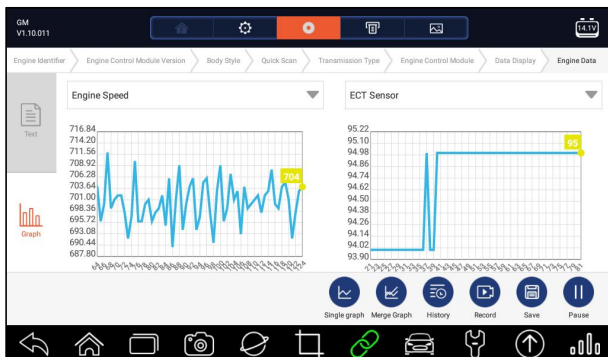 GM
V1.10.011
14.1V
Engine Identifier
Engine Control Module Version
Body Style
Quick Scan
Transmission Type
Engine Control Module
Data Display
Engine Data
Text
Graph
Engine Speed
716.84
714.20
711.56
708.92
706.28
703.64
701.00
698.36
695.72
693.08
690.44
687.80
704
ECT Sensor
95.22
95.10
94.98
94.86
94.74
94.62
94.50
94.38
94.26
94.14
94.02
93.90
95
Single graph
Merge Graph
History
Record
Save
Pause